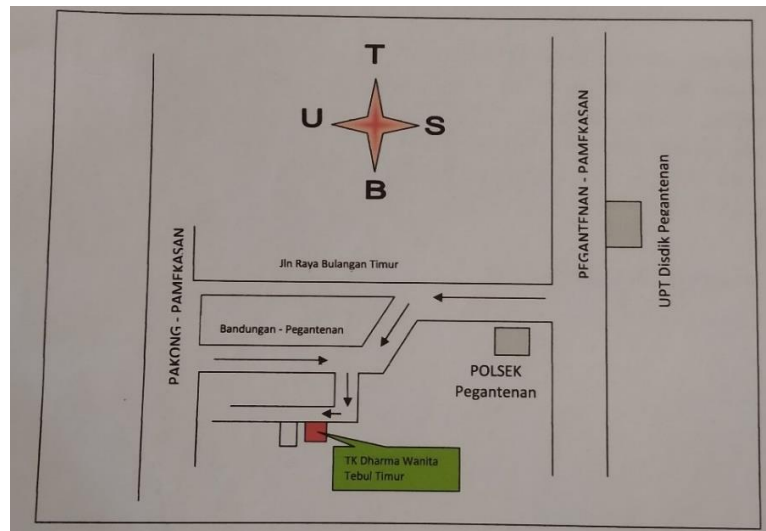 T
U S
B
PEGANTENAN - PAMEKASAN
UPT Disdik Pegantenan
Jln Raya Bulangan Timur
PAKONG - PAMEKASAN
Bandungan - Pegantenan
POLSEK
Pegantenan
TK Dharma Wanita
Tebul Timur